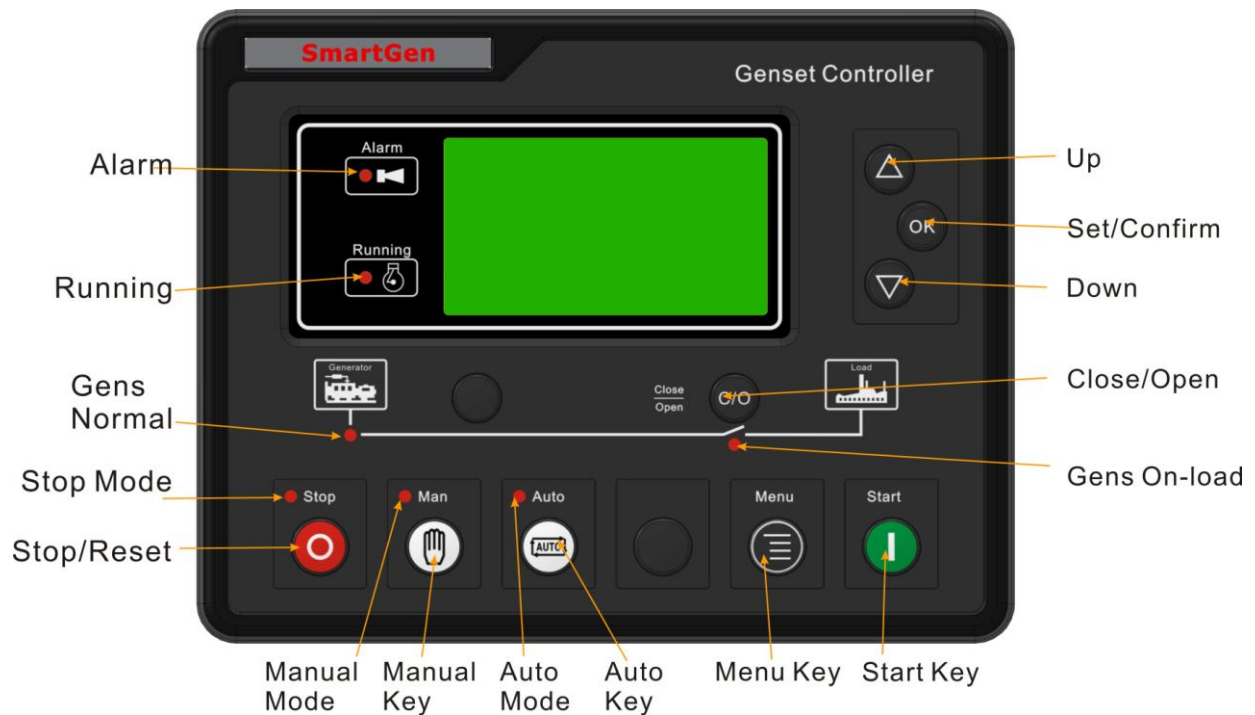 SmartGen
Genset Controller
Alarm
Alarm
Up
OK
Set/Confirm
Running
Running
Down
Generator
Load
Close
Open
C/O
Close/Open
Gens
Normal
Gens On-load
Stop Mode
Stop
Man
Auto
Menu
Start
Stop/Reset
AUTO
Manual
Mode
Manual
Key
Auto
Mode
Auto
Key
Menu Key
Start Key